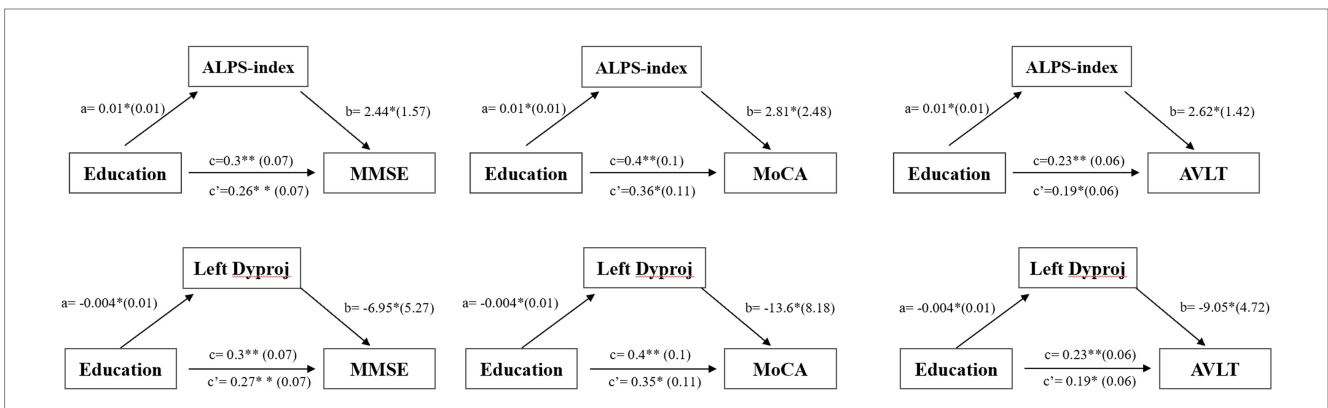 ALPS-index
a= 0.01*(0.01)
b= 2.44*(1.57)
Education
c=0.3** (0.07)
c’=0.26* * (0.07)
MMSE
ALPS-index
a= 0.01*(0.01)
b= 2.81*(2.48)
Education
c=0.4**(0.1)
c’=0.36*(0.11)
MoCA
ALPS-index
a= 0.01*(0.01)
b= 2.62*(1.42)
Education
c=0.23** (0.06)
c’=0.19*(0.06)
AVLT
Left Dyproj
a= -0.004*(0.01)
b= -6.95*(5.27)
Education
c= 0.3** (0.07)
c’= 0.27* * (0.07)
MMSE
Left Dyproj
a= -0.004*(0.01)
b= -13.6*(8.18)
Education
c= 0.4** (0.1)
c’= 0.35* (0.11)
MoCA
Left Dyproj
a= -0.004*(0.01)
b= -9.05*(4.72)
Education
c= 0.23**(0.06)
c’= 0.19* (0.06)
AVLT